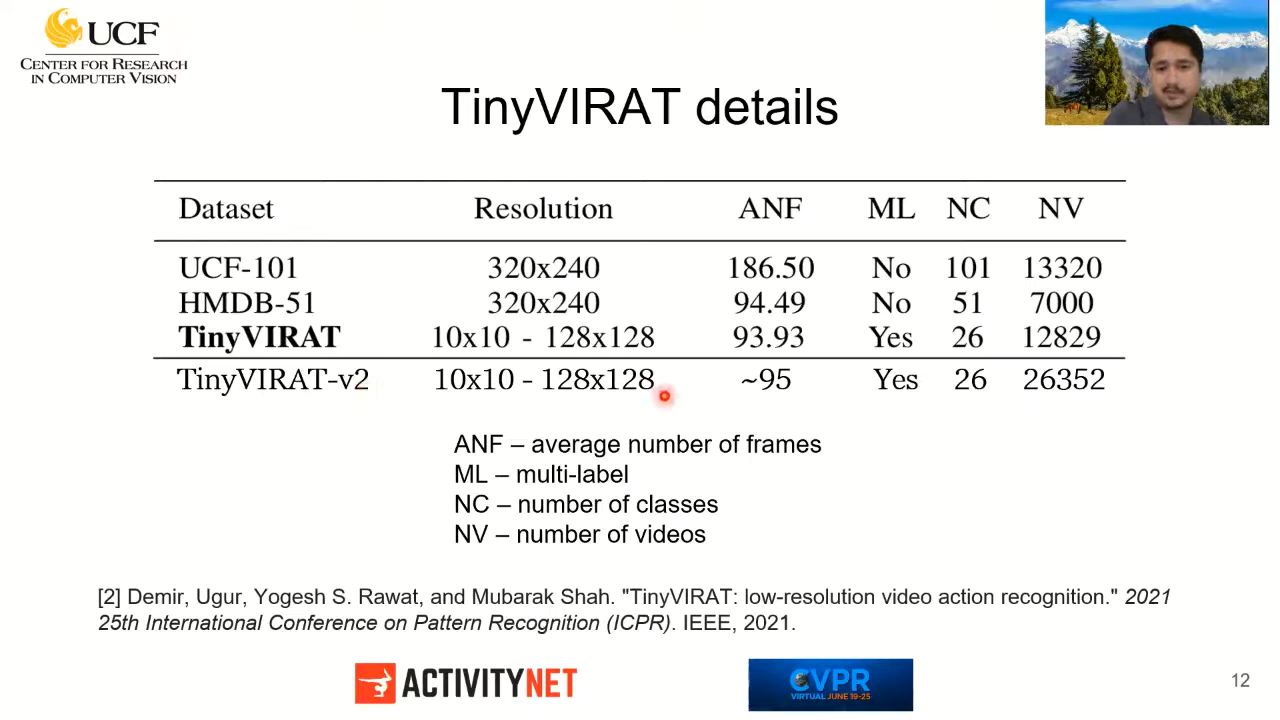 UCF
CENTER FOR RESEARCH
IN COMPUTER VISION
TinyVIRAT details
Dataset Resolution ANF ML NC NV
UCF-101 320x240 186.50 No 101 13320
HMDB-51 320x240 94.49 No 51 7000
TinyVIRAT 10x10 - 128x128 93.93 Yes 26 12829
TinyVIRAT-v2 10x10 - 128x128 ~95 Yes 26 26352
ANF – average number of frames
ML – multi-label
NC – number of classes
NV – number of videos
[2] Demir, Ugur, Yogesh S. Rawat, and Mubarak Shah. "TinyVIRAT: low-resolution video action recognition." 2021
25th International Conference on Pattern Recognition (ICPR). IEEE, 2021.
ACTIVITYNET
CVPR
VIRTUAL JUNE 19-25
12